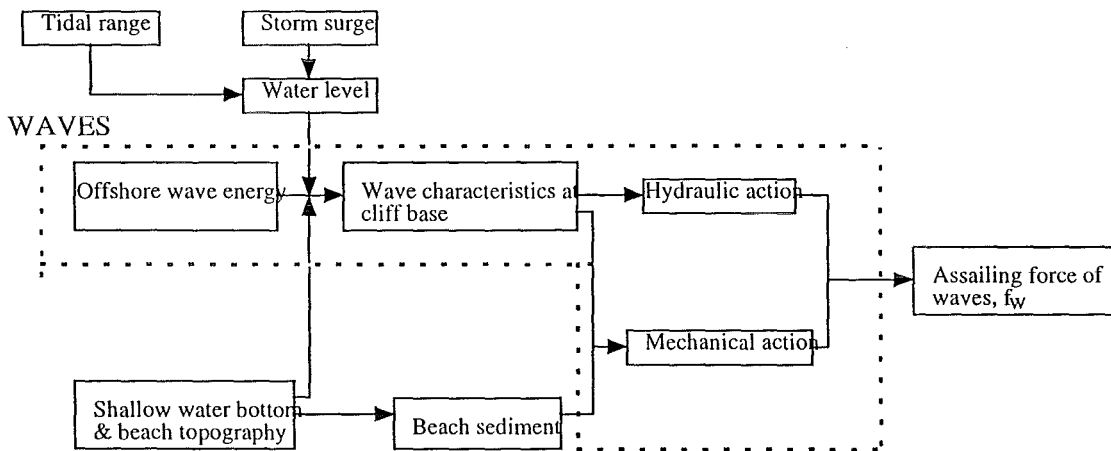 Tidal range
Storm surge
Water level
WAVES
Offshore wave energy
Wave characteristics at
cliff base
Hydraulic action
Assailing force of
waves, fw
Mechanical action
Shallow water bottom
& beach topography
Beach sediment